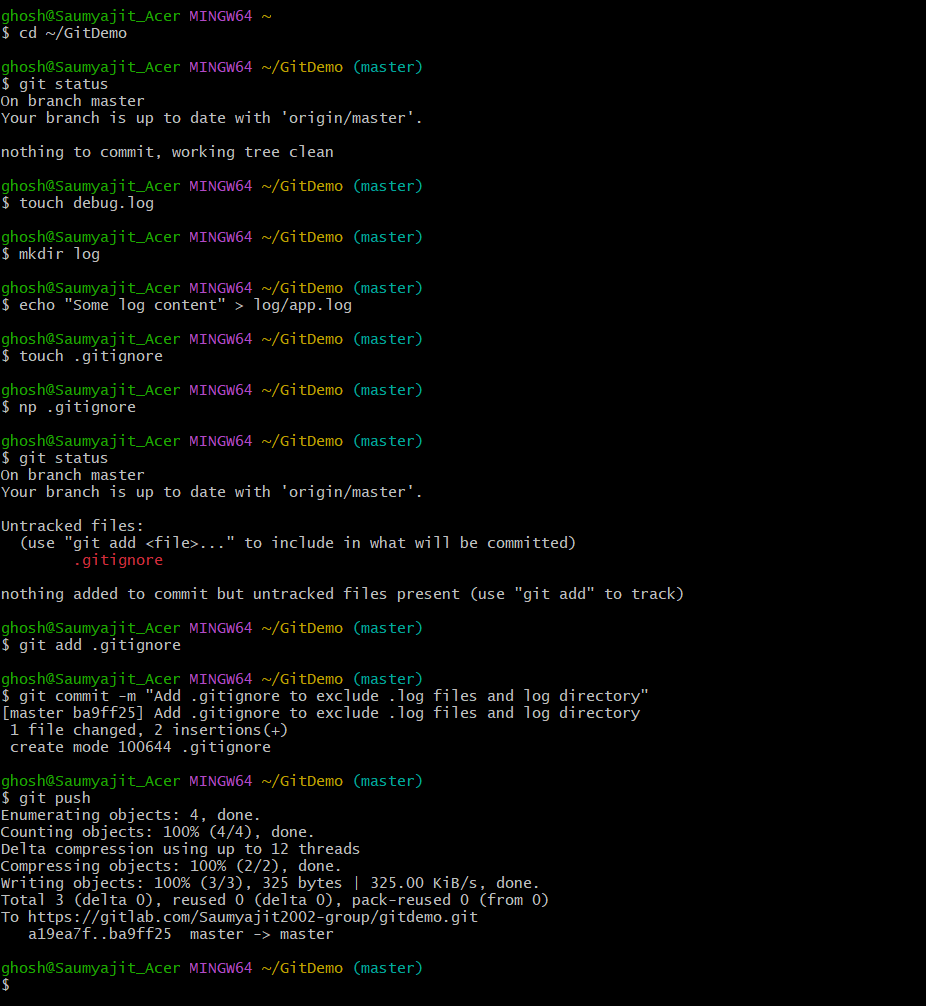 ghosh@Saumyajit_Acer MINGW64 ~
$ cd ~/GitDemo
ghosh@Saumyajit_Acer MINGW64 ~/GitDemo (master)
$ git status
On branch master
Your branch is up to date with 'origin/master'.
nothing to commit, working tree clean
ghosh@Saumyajit_Acer MINGW64 ~/GitDemo (master)
$ touch debug.log
ghosh@Saumyajit_Acer MINGW64 ~/GitDemo (master)
$ mkdir log
ghosh@Saumyajit_Acer MINGW64 ~/GitDemo (master)
$ echo "Some log content" > log/app.log
ghosh@Saumyajit_Acer MINGW64 ~/GitDemo (master)
$ touch .gitignore
ghosh@Saumyajit_Acer MINGW64 ~/GitDemo (master)
$ np .gitignore
ghosh@Saumyajit_Acer MINGW64 ~/GitDemo (master)
$ git status
On branch master
Your branch is up to date with 'origin/master'.
Untracked files:
  (use "git add <file>..." to include in what will be committed)
        .gitignore
nothing added to commit but untracked files present (use "git add" to track)
ghosh@Saumyajit_Acer MINGW64 ~/GitDemo (master)
$ git add .gitignore
ghosh@Saumyajit_Acer MINGW64 ~/GitDemo (master)
$ git commit -m "Add .gitignore to exclude .log files and log directory"
[master ba9ff25] Add .gitignore to exclude .log files and log directory
 1 file changed, 2 insertions(+)
 create mode 100644 .gitignore
ghosh@Saumyajit_Acer MINGW64 ~/GitDemo (master)
$ git push
Enumerating objects: 4, done.
Counting objects: 100% (4/4), done.
Delta compression using up to 12 threads
Compressing objects: 100% (2/2), done.
Writing objects: 100% (3/3), 325 bytes | 325.00 KiB/s, done.
Total 3 (delta 0), reused 0 (delta 0), pack-reused 0 (from 0)
To https://gitlab.com/Saumyajit2002-group/gitdemo.git
   a19ea7f..ba9ff25  master -> master
ghosh@Saumyajit_Acer MINGW64 ~/GitDemo (master)
$